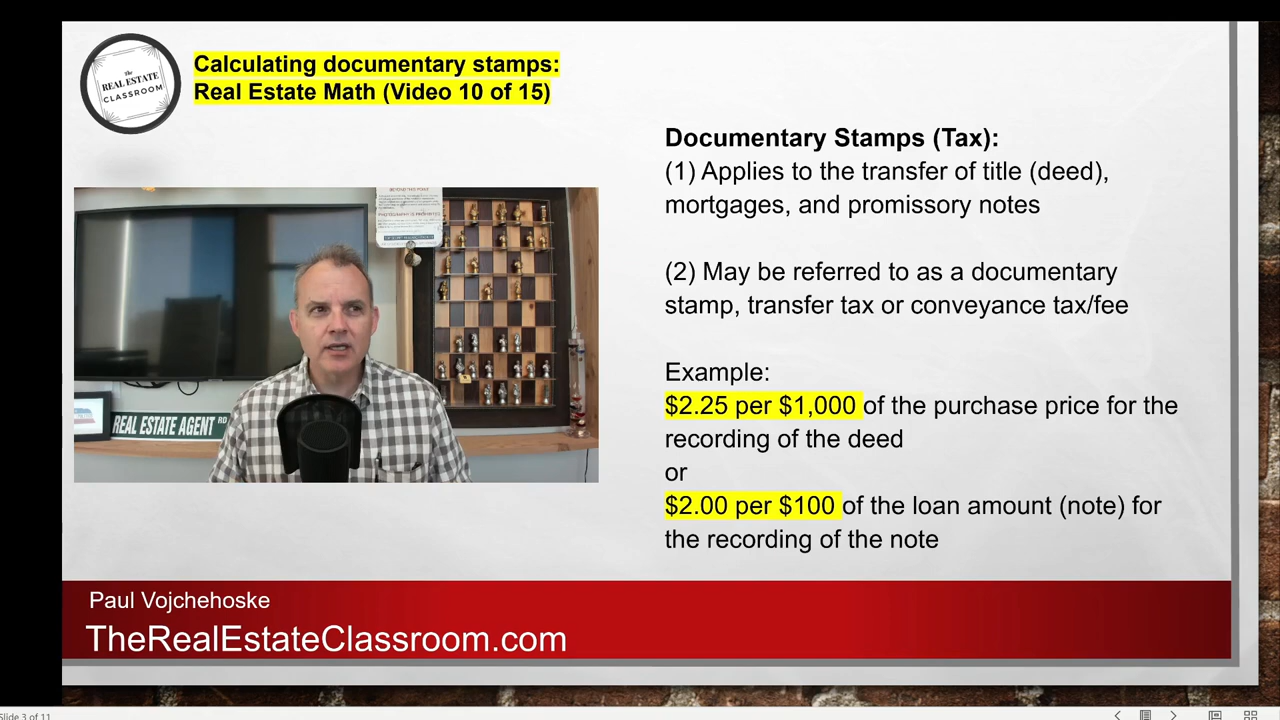 Calculating documentary stamps:
Real Estate Math (Video 10 of 15)
The
REAL ESTATE
CLASSROOM
Documentary Stamps (Tax):
(1) Applies to the transfer of title (deed),
mortgages, and promissory notes
(2) May be referred to as a documentary
stamp, transfer tax or conveyance tax/fee
Example:
$2.25 per $1,000 of the purchase price for the
recording of the deed
or
$2.00 per $100 of the loan amount (note) for
the recording of the note
PHOTOGRAPHY IS PROHIBITED
REAL ESTATE AGENT RD
Paul Vojchehoske
TheRealEstateClassroom.com
Slide 3 of 11